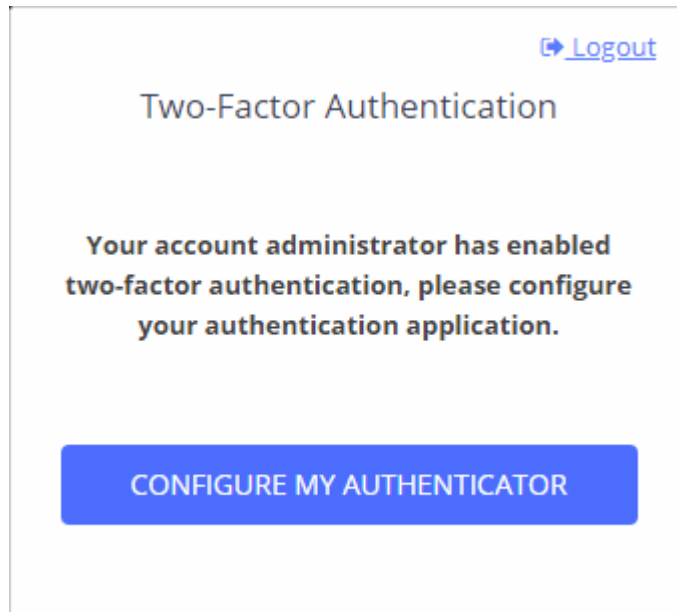 Logout
Two-Factor Authentication
Your account administrator has enabled
two-factor authentication, please configure
your authentication application.
CONFIGURE MY AUTHENTICATOR